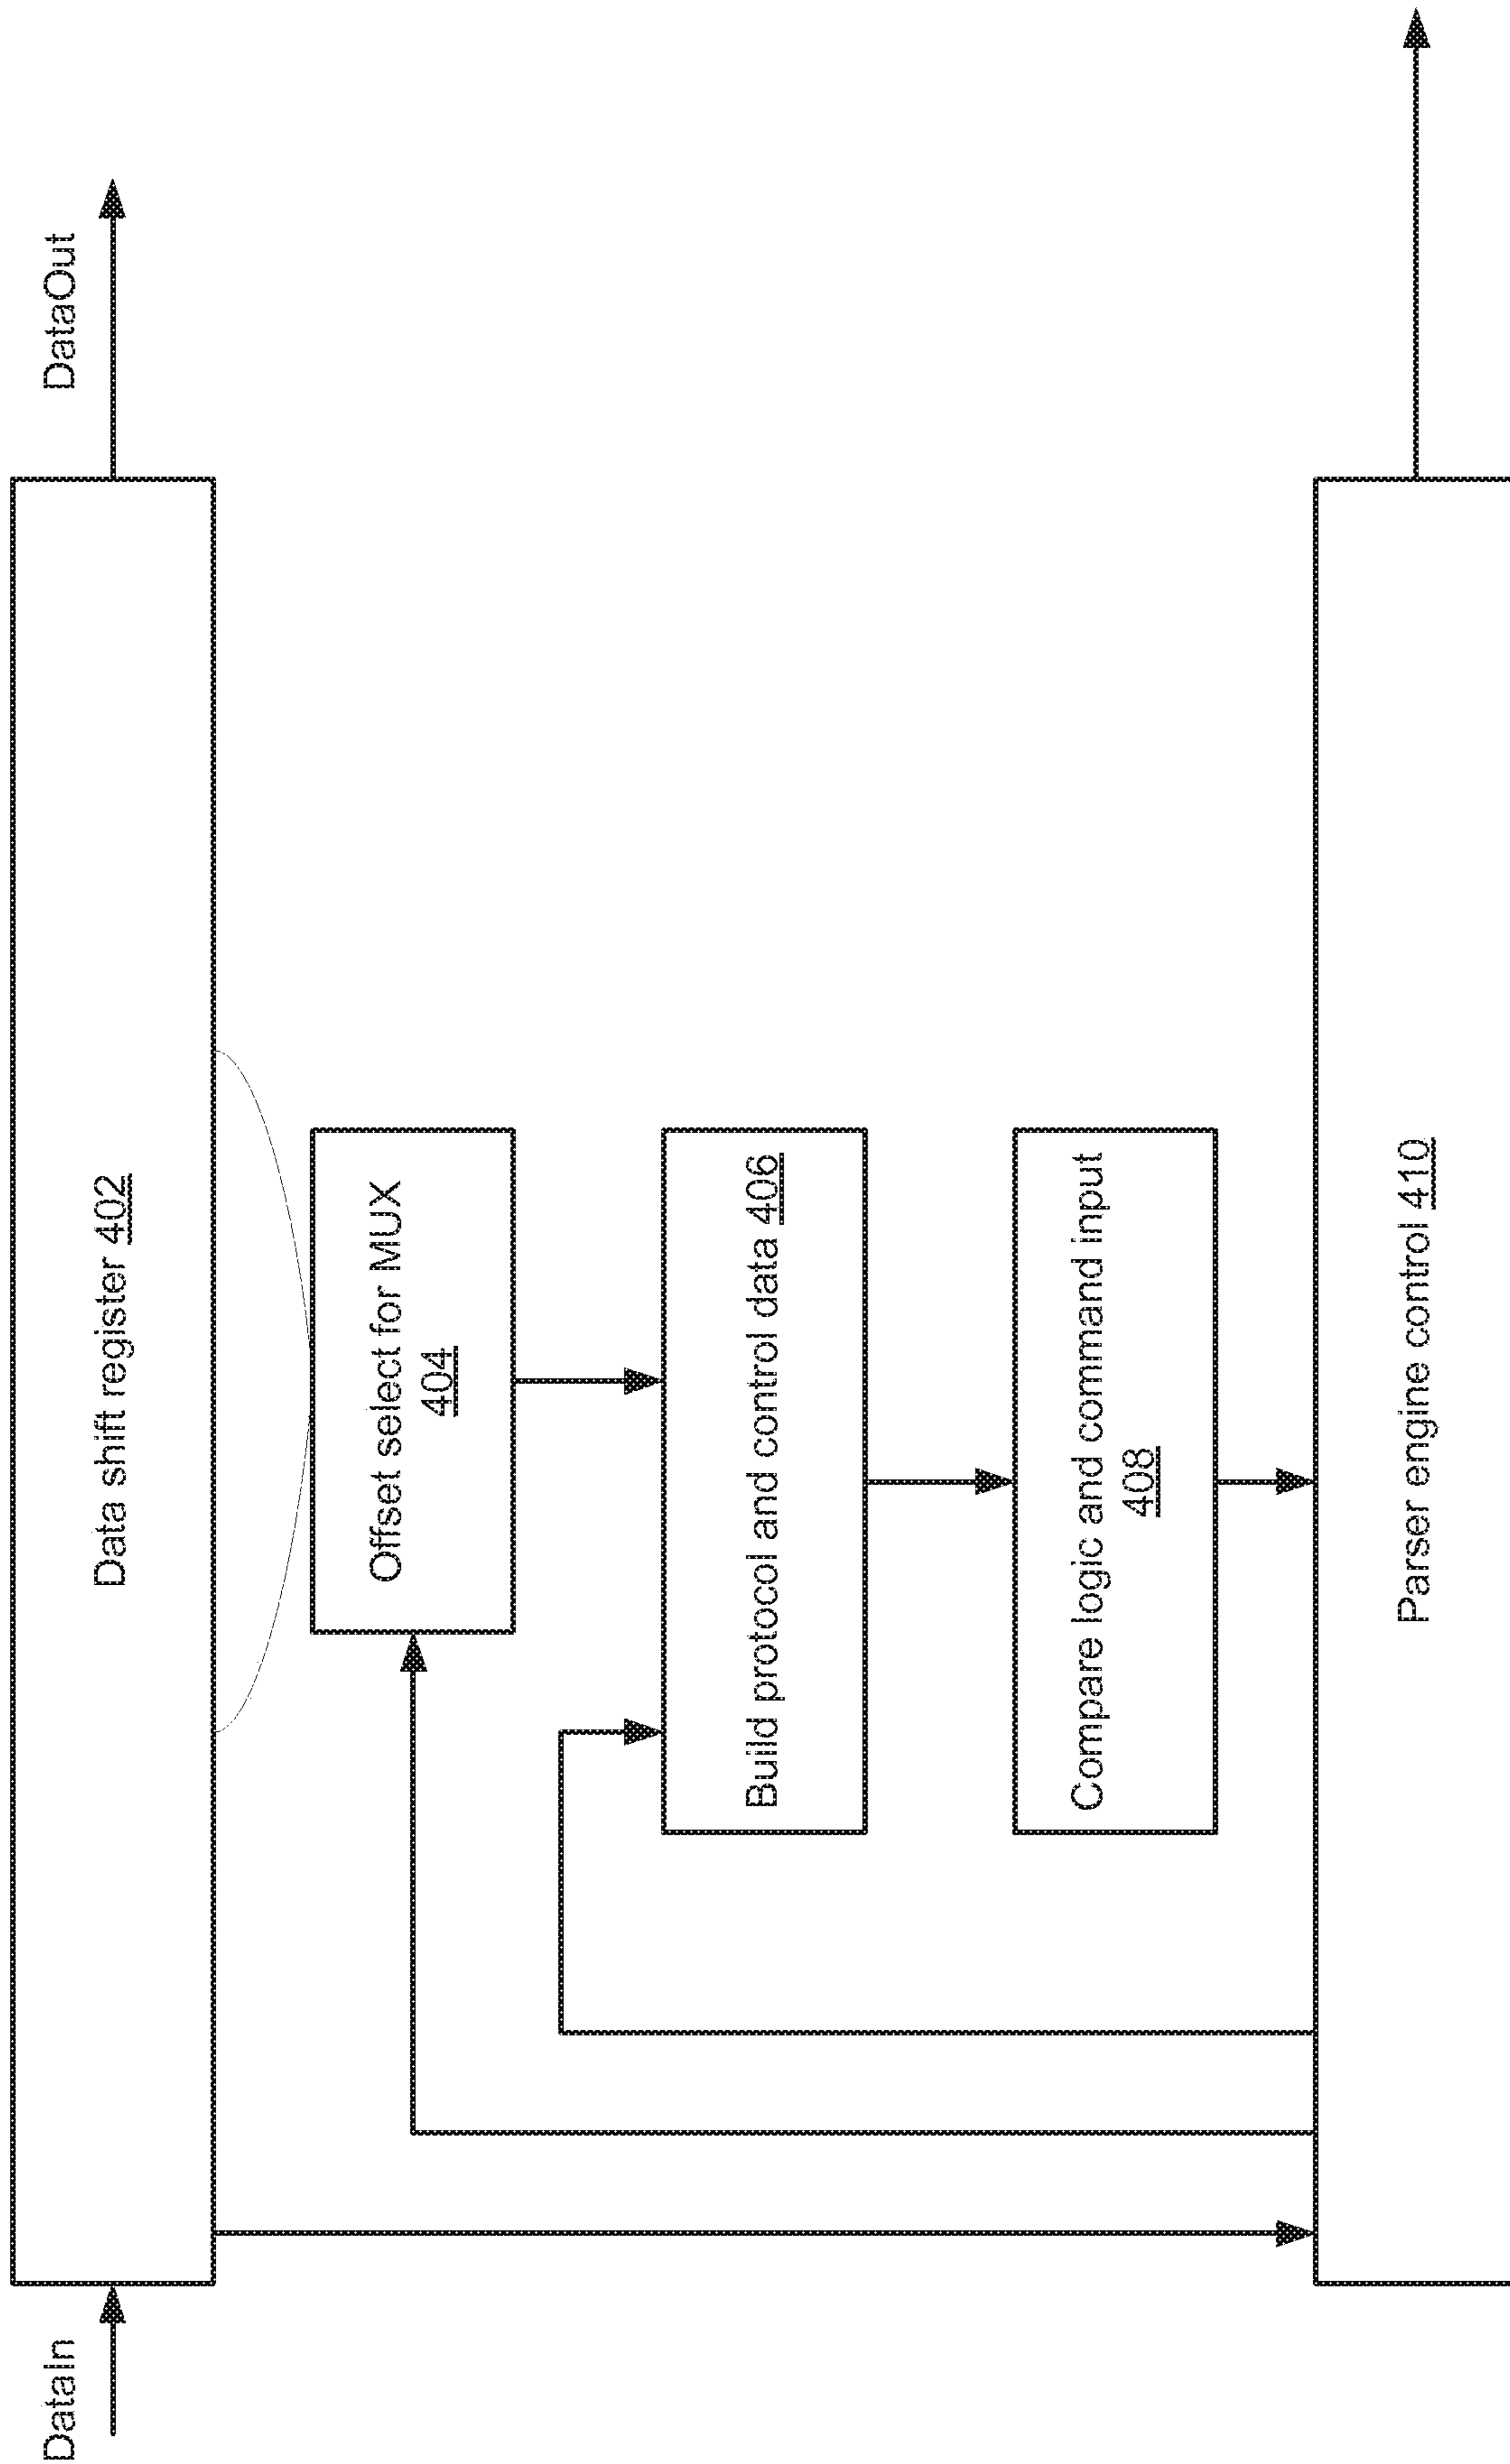 DataIn
Data shift register 402
DataOut
Offset select for MUX
404
Build protocol and control data 406
Compare logic and command input
408
Parser engine control 410